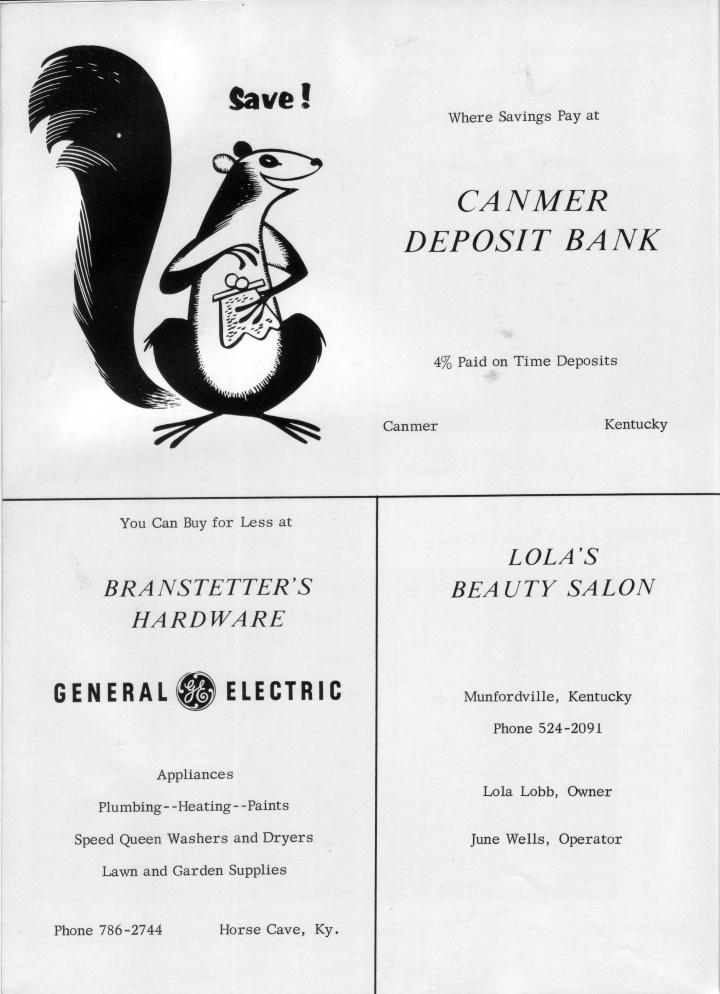 Save!
Where Savings Pay at
CANMER
DEPOSIT BANK
4% Paid on Time Deposits
Canmer Kentucky
You Can Buy for Less at
BRANSTETTER'S
HARDWARE
GENERAL GE ELECTRIC
Appliances
Plumbing--Heating--Paints
Speed Queen Washers and Dryers
Lawn and Garden Supplies
Phone 786-2744 Horse Cave, Ky.
LOLA'S
BEAUTY SALON
Munfordville, Kentucky
Phone 524-2091
Lola Lobb, Owner
June Wells, Operator